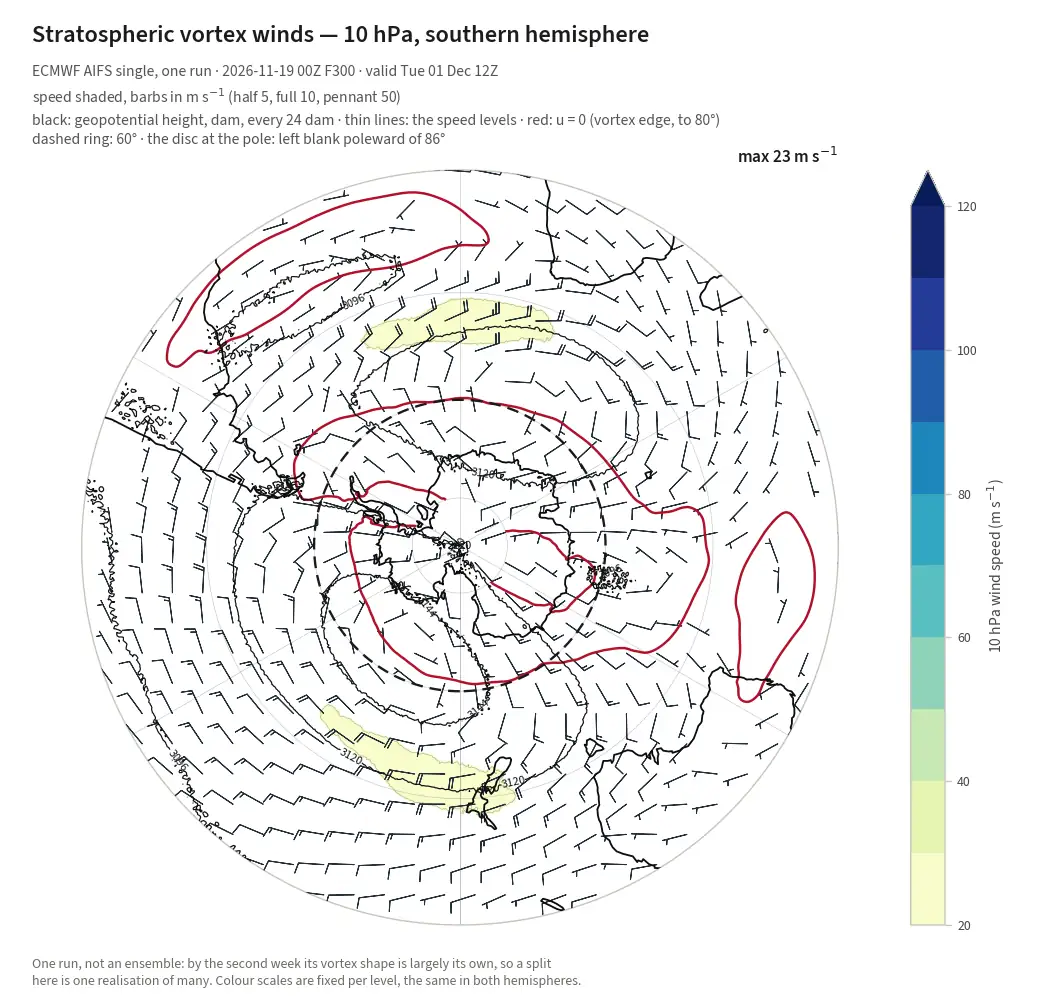 Stratospheric vortex winds — 10 hPa, southern hemisphere
ECMWF AIFS single, one run · 2026-11-19 00Z F300 · valid Tue 01 Dec 12Z
speed shaded, barbs in m s⁻¹ (half 5, full 10, pennant 50)
black: geopotential height, dam, every 24 dam · thin lines: the speed levels · red: u = 0 (vortex edge, to 80°)
dashed ring: 60° · the disc at the pole: left blank poleward of 86°
max 23 m s⁻¹
120
100
80
60
40
20
10 hPa wind speed (m s⁻¹)
3096
3120
3120
3120
One run, not an ensemble: by the second week its vortex shape is largely its own, so a split
here is one realisation of many. Colour scales are fixed per level, the same in both hemispheres.